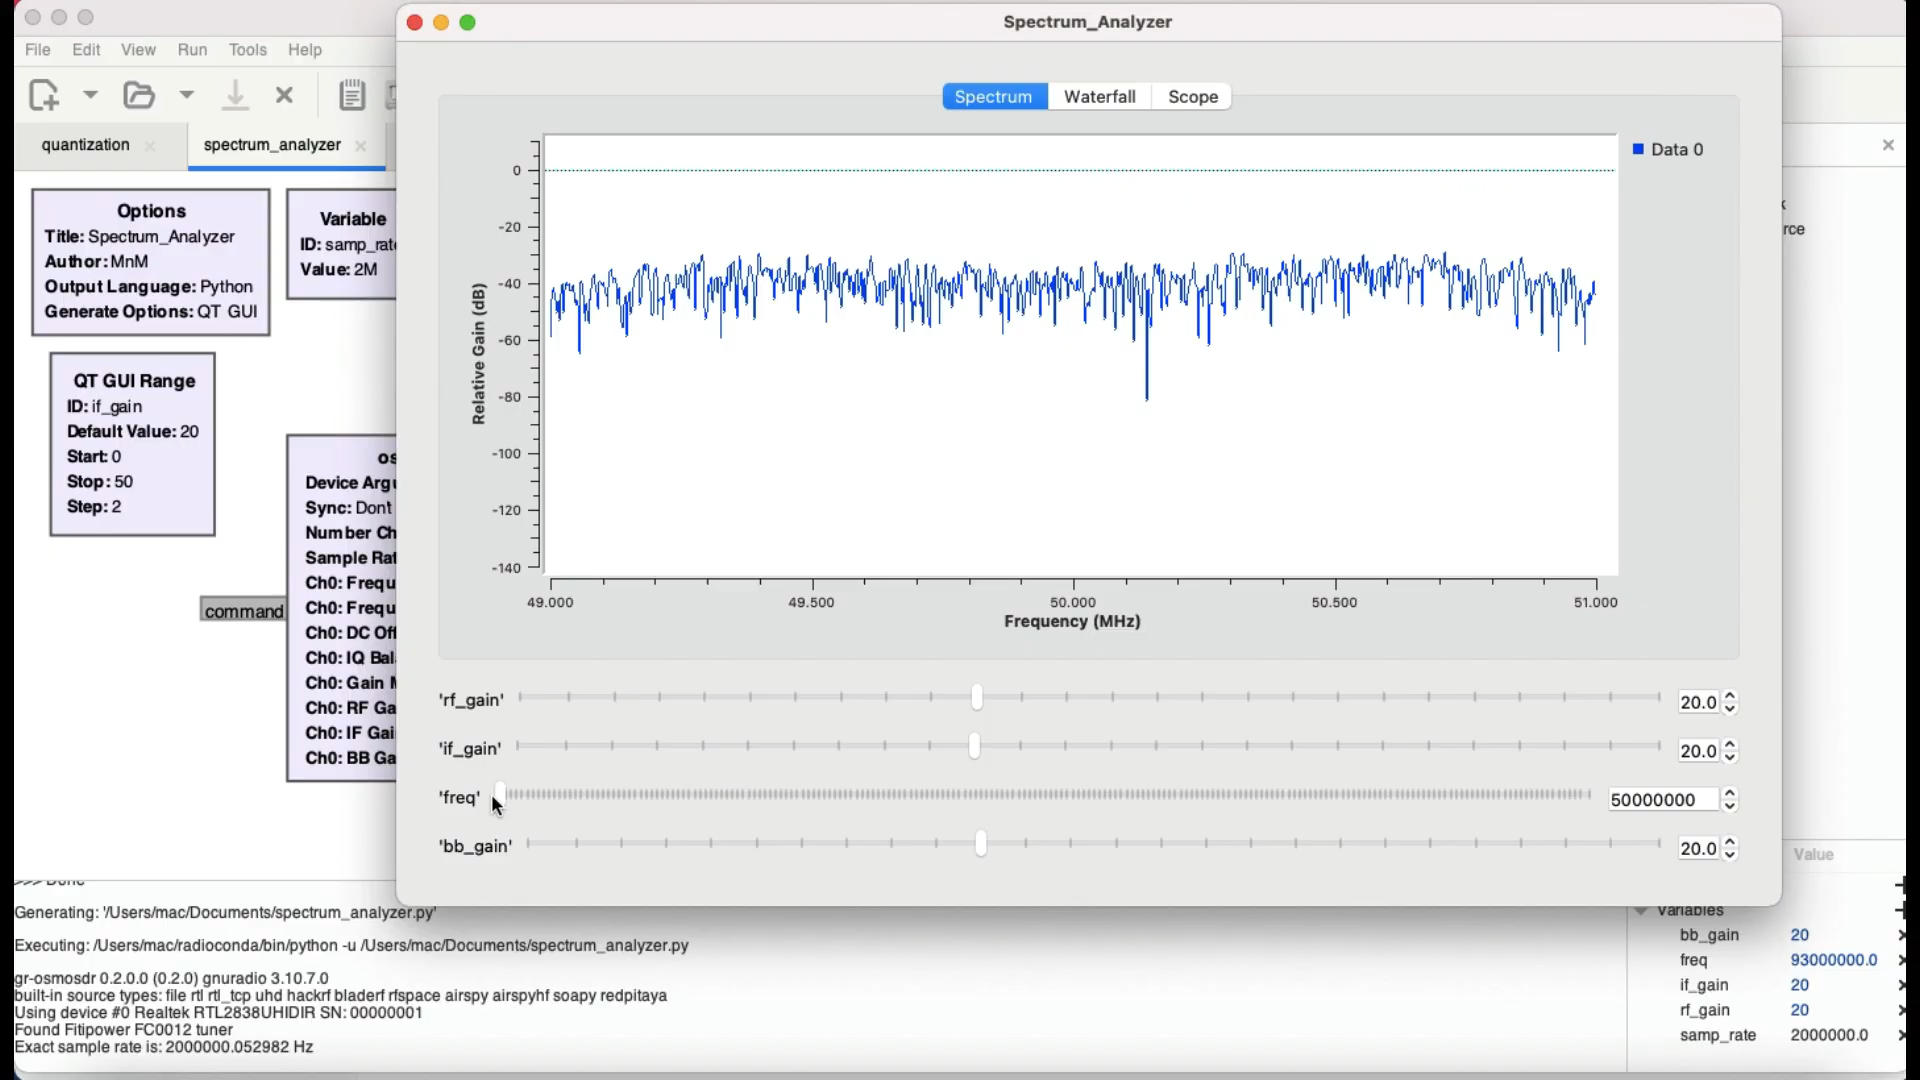 Spectrum_Analyzer
File Edit View Run Tools Help
Spectrum Waterfall Scope
quantization
spectrum_analyzer
Data 0
Options
Title: Spectrum_Analyzer
Author: MnM
Output Language: Python
Generate Options: QT GUI
Variable
ID: samp_rate
Value: 2M
QT GUI Range
ID: if_gain
Default Value: 20
Start: 0
Stop: 50
Step: 2
os
Device Argu
Sync: Dont
Number Ch
Sample Rat
Ch0: Frequ
Ch0: Frequ
Ch0: DC Off
Ch0: IQ Bal
Ch0: Gain M
Ch0: RF Ga
Ch0: IF Gai
Ch0: BB Ga
command
Relative Gain (dB)
0
-20
-40
-60
-80
-100
-120
-140
49.000 49.500 50.000 50.500 51.000
Frequency (MHz)
'rf_gain' 20.0
'if_gain' 20.0
'freq' 50000000
'bb_gain' 20.0
rce
>>> Done
Generating: '/Users/mac/Documents/spectrum_analyzer.py'
Executing: /Users/mac/radioconda/bin/python -u /Users/mac/Documents/spectrum_analyzer.py
gr-osmosdr 0.2.0.0 (0.2.0) gnuradio 3.10.7.0
built-in source types: file rtl rtl_tcp uhd hackrf bladerf rfspace airspy airspyhf soapy redpitaya
Using device #0 Realtek RTL2838UHIDIR SN: 00000001
Found Fitipower FC0012 tuner
Exact sample rate is: 2000000.052982 Hz
Value
Variables
bb_gain 20
freq 93000000.0
if_gain 20
rf_gain 20
samp_rate 2000000.0